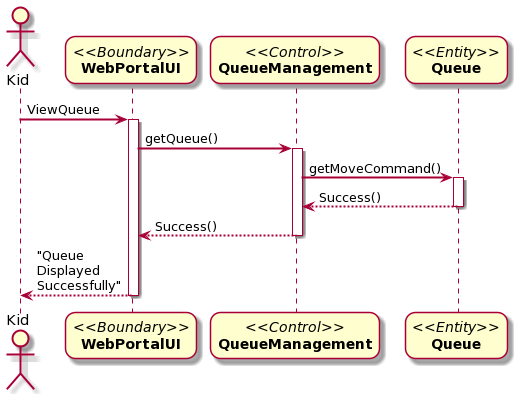 Kid
<<Boundary>>
WebPortalUI
<<Control>>
QueueManagement
<<Entity>>
Queue
ViewQueue
getQueue()
getMoveCommand()
Success()
Success()
"Queue
Displayed
Successfully"
Kid
<<Boundary>>
WebPortalUI
<<Control>>
QueueManagement
<<Entity>>
Queue